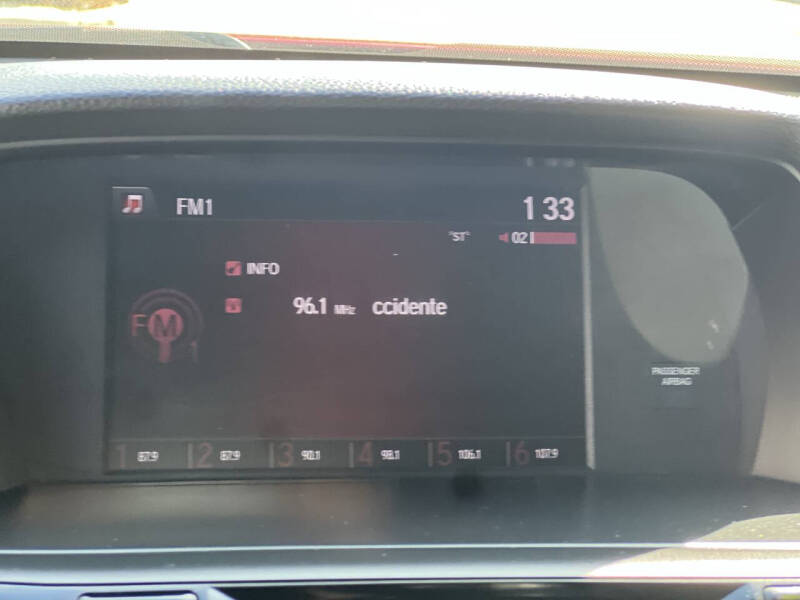 FM1 1 33
"ST" 02
INFO
96.1 MHz ccidente
FM 1
PASSENGER
AIRBAG
1 87.9 2 87.9 3 90.1 4 98.1 5 106.1 6 107.9